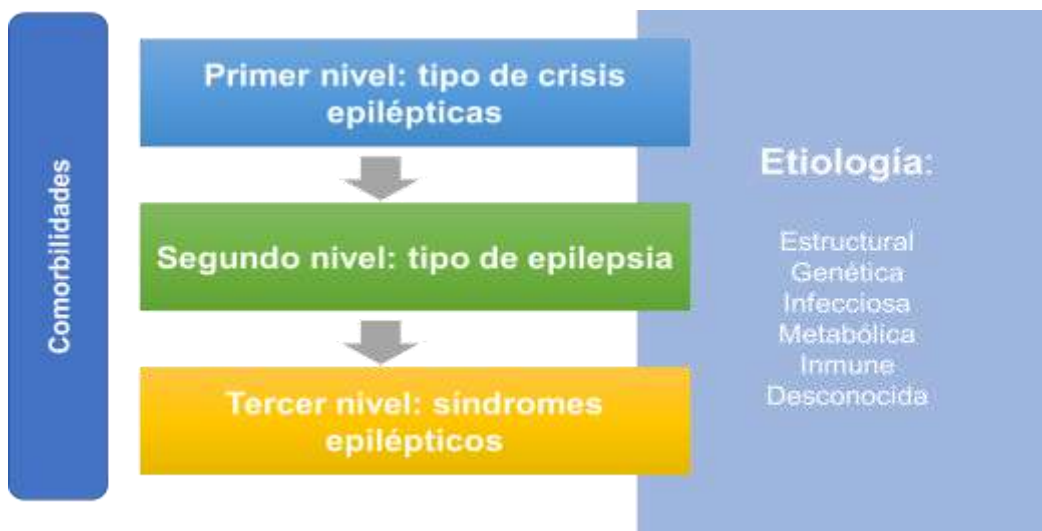 Comorbilidades
Primer nivel: tipo de crisis
epilépticas
Segundo nivel: tipo de epilepsia
Tercer nivel: síndromes
epilépticos
Etiología:
Estructural
Genética
Infecciosa
Metabólica
Inmune
Desconocida